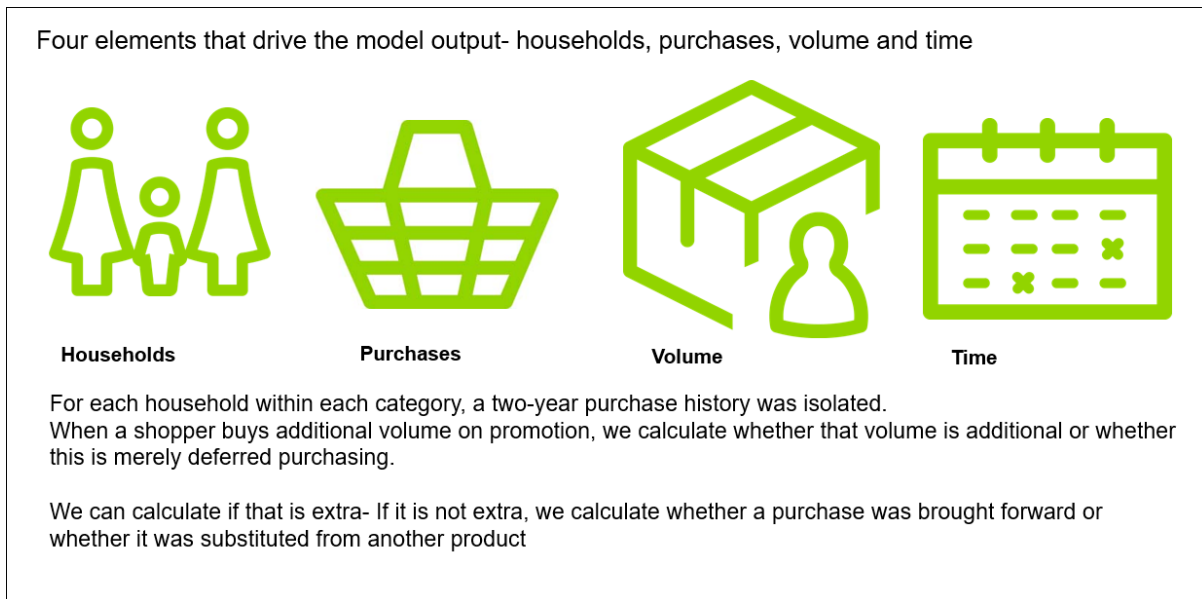 Four elements that drive the model output- households, purchases, volume and time
Households
Purchases
Volume
Time
For each household within each category, a two-year purchase history was isolated.
When a shopper buys additional volume on promotion, we calculate whether that volume is additional or whether
this is merely deferred purchasing.
We can calculate if that is extra- If it is not extra, we calculate whether a purchase was brought forward or
whether it was substituted from another product